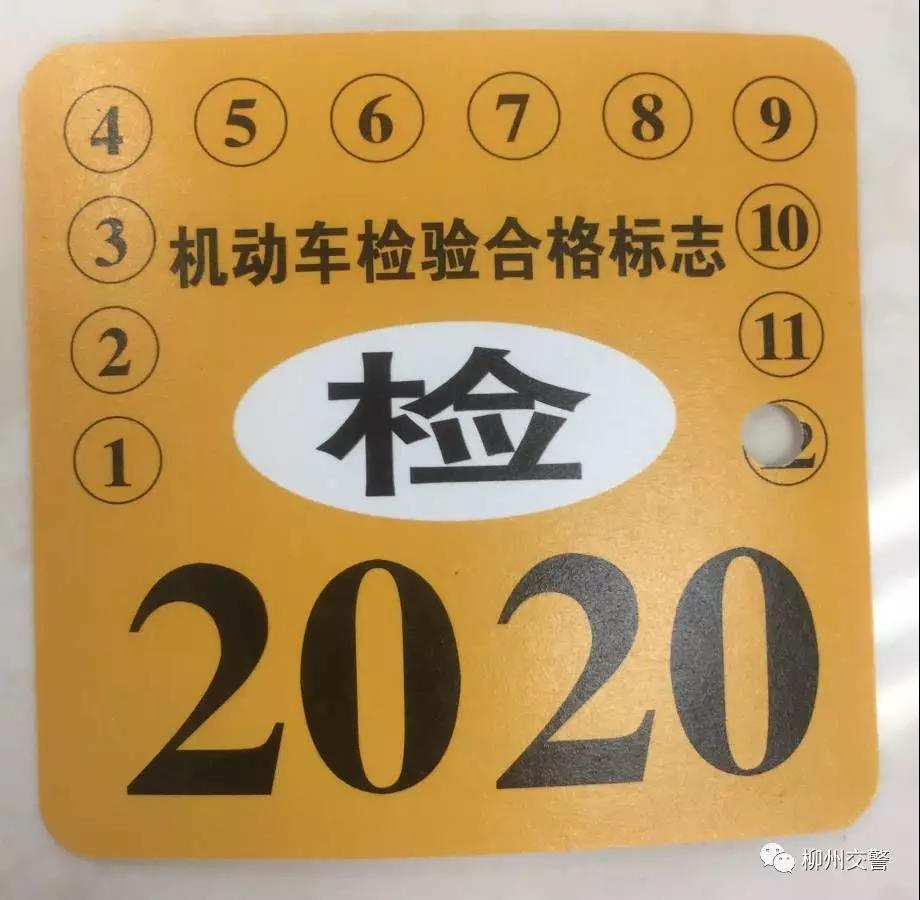 ④ ⑤ ⑥ ⑦ ⑧ ⑨
③ 机动车检验合格标志 ⑩
② ⑪
检
① ⑫
2020
柳州交警